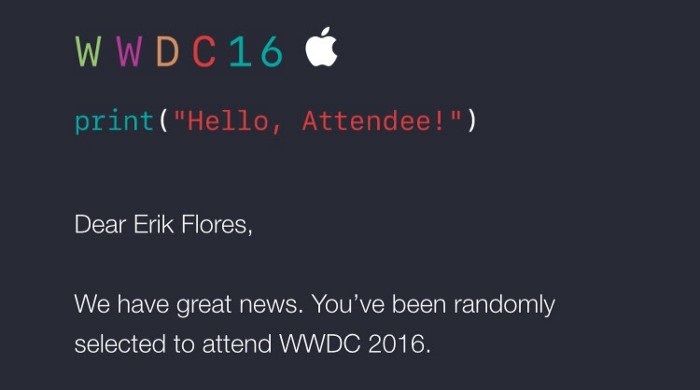 WWDC16
print("Hello, Attendee!")
Dear Erik Flores,
We have great news. You’ve been randomly
selected to attend WWDC 2016.